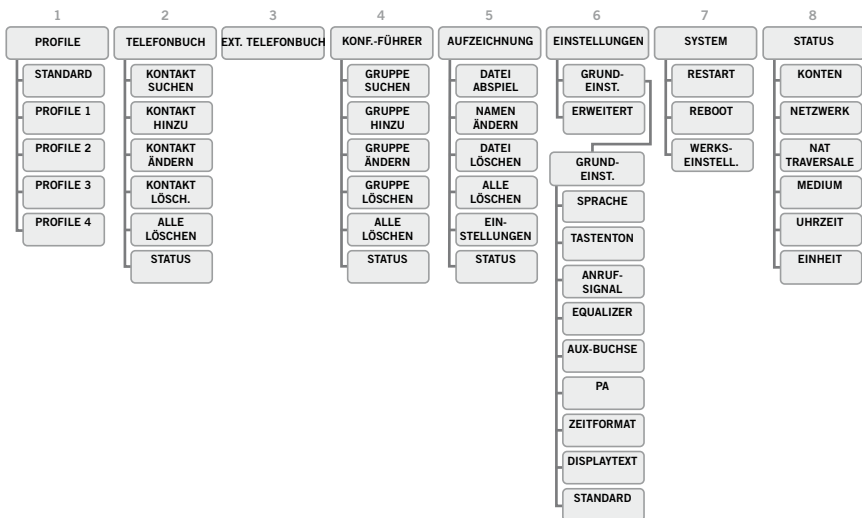 1
PROFILE
STANDARD
PROFILE 1
PROFILE 2
PROFILE 3
PROFILE 4
2
TELEFONBUCH
KONTAKT
SUCHEN
KONTAKT
HINZU
KONTAKT
ÄNDERN
KONTAKT
LÖSCH.
ALLE
LÖSCHEN
STATUS
3
EXT. TELEFONBUCH
4
KONF.-FÜHRER
GRUPPE
SUCHEN
GRUPPE
HINZU
GRUPPE
ÄNDERN
GRUPPE
LÖSCHEN
ALLE
LÖSCHEN
STATUS
5
AUFZEICHNUNG
DATEI
ABSPIEL
NAMEN
ÄNDERN
DATEI
LÖSCHEN
ALLE
LÖSCHEN
EIN-
STELLUNGEN
STATUS
6
EINSTELLUNGEN
GRUND-
EINST.
ERWEITERT
GRUND-
EINST.
SPRACHE
TASTENTON
ANRUF-
SIGNAL
EQUALIZER
AUX-BUCHSE
PA
ZEITFORMAT
DISPLAYTEXT
STANDARD
7
SYSTEM
RESTART
REBOOT
WERKS-
EINSTELL.
8
STATUS
KONTEN
NETZWERK
NAT
TRAVERSALE
MEDIUM
UHRZEIT
EINHEIT